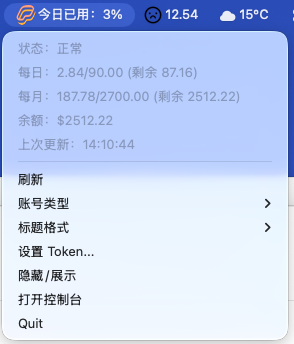 今日已用：3% 12.54 15°C
状态：正常
每日：2.84/90.00 (剩余 87.16)
每月：187.78/2700.00 (剩余 2512.22)
余额：$2512.22
上次更新：14:10:44
刷新
账号类型
标题格式
设置 Token...
隐藏/展示
打开控制台
Quit